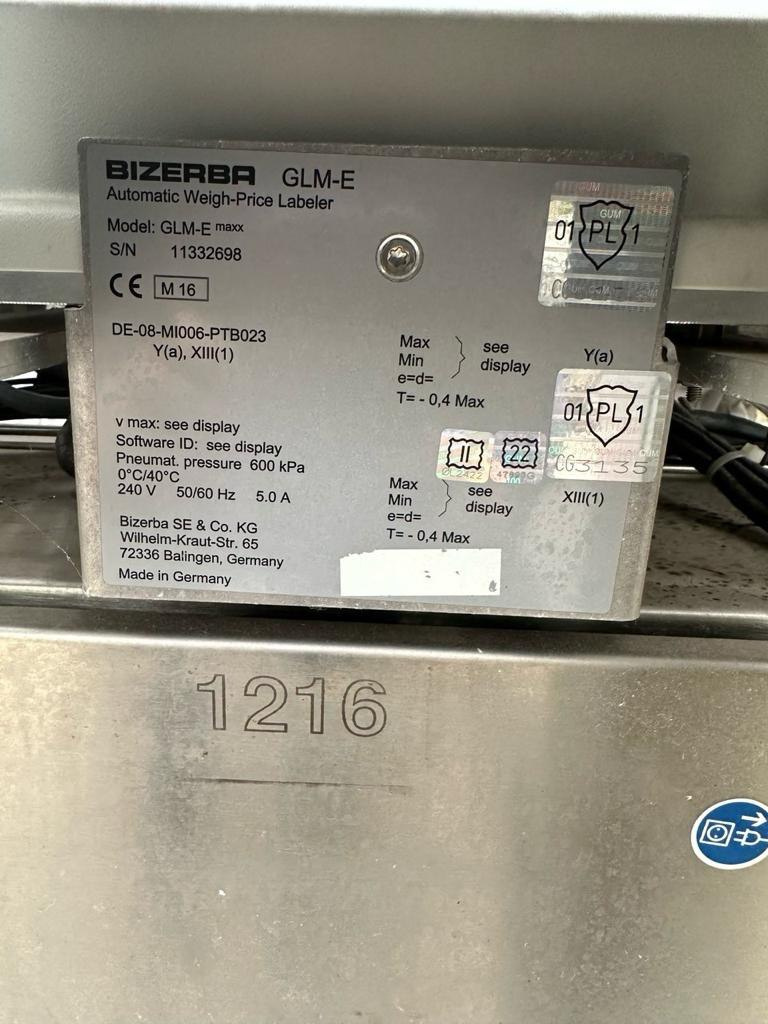 BIZERBA GLM-E
Automatic Weigh-Price Labeler
Model: GLM-E maxx
S/N 11332698
CE M 16
DE-08-MI006-PTB023
Y(a), XIII(1)
Max
Min
e=d=
see
display
T= - 0,4 Max
Y(a)
GUM
GUM
01 PL 1
01 PL 1
CG3135
v max: see display
Software ID: see display
Pneumat. pressure 600 kPa
0°C/40°C
240 V 50/60 Hz 5.0 A
II
22
Max
Min
e=d=
see
display
T= - 0,4 Max
XIII(1)
Bizerba SE & Co. KG
Wilhelm-Kraut-Str. 65
72336 Balingen, Germany
Made in Germany
1216